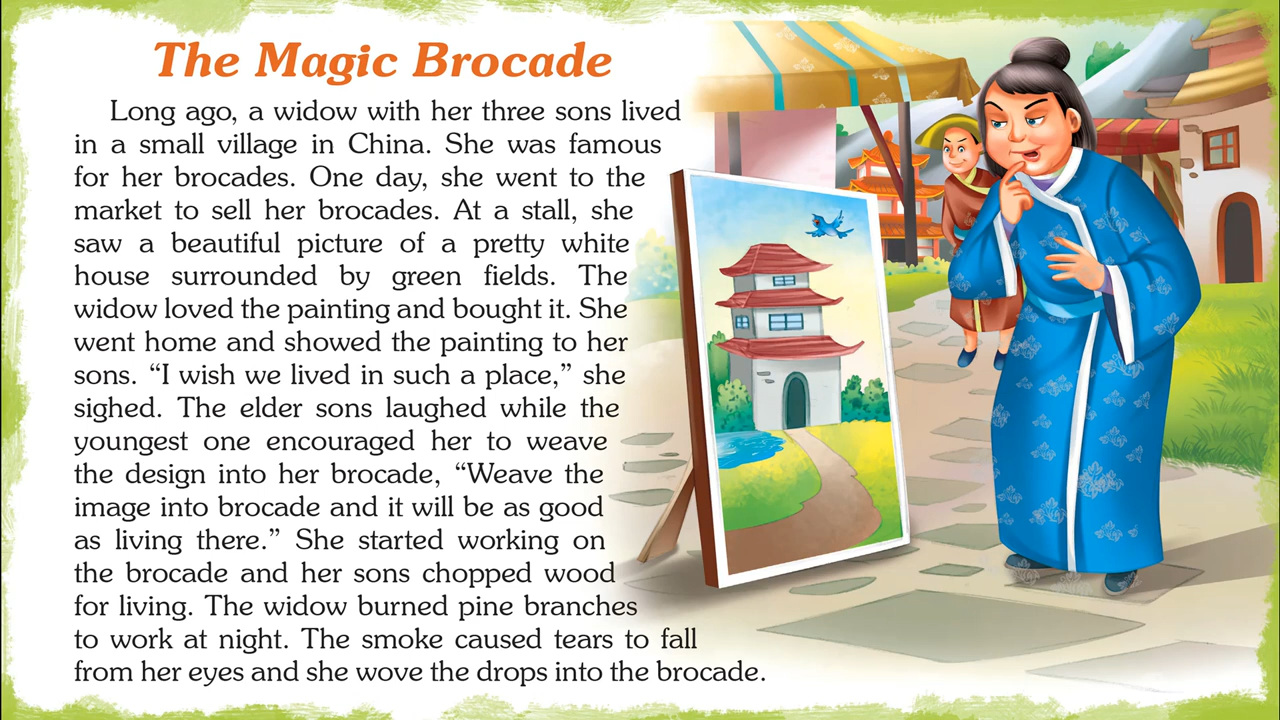 The Magic Brocade
Long ago, a widow with her three sons lived
in a small village in China. She was famous
for her brocades. One day, she went to the
market to sell her brocades. At a stall, she
saw a beautiful picture of a pretty white
house surrounded by green fields. The
widow loved the painting and bought it. She
went home and showed the painting to her
sons. “I wish we lived in such a place,” she
sighed. The elder sons laughed while the
youngest one encouraged her to weave
the design into her brocade, “Weave the
image into brocade and it will be as good
as living there.” She started working on
the brocade and her sons chopped wood
for living. The widow burned pine branches
to work at night. The smoke caused tears to fall
from her eyes and she wove the drops into the brocade.